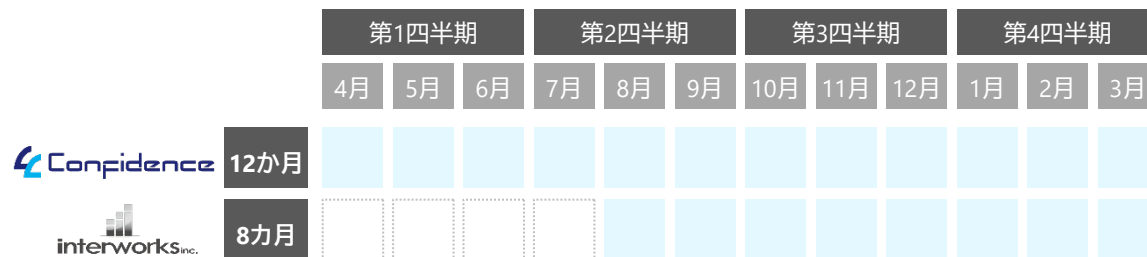 第1四半期 第2四半期 第3四半期 第4四半期
4月 5月 6月 7月 8月 9月 10月 11月 12月 1月 2月 3月
Confidence 12か月
interworks inc. 8カ月